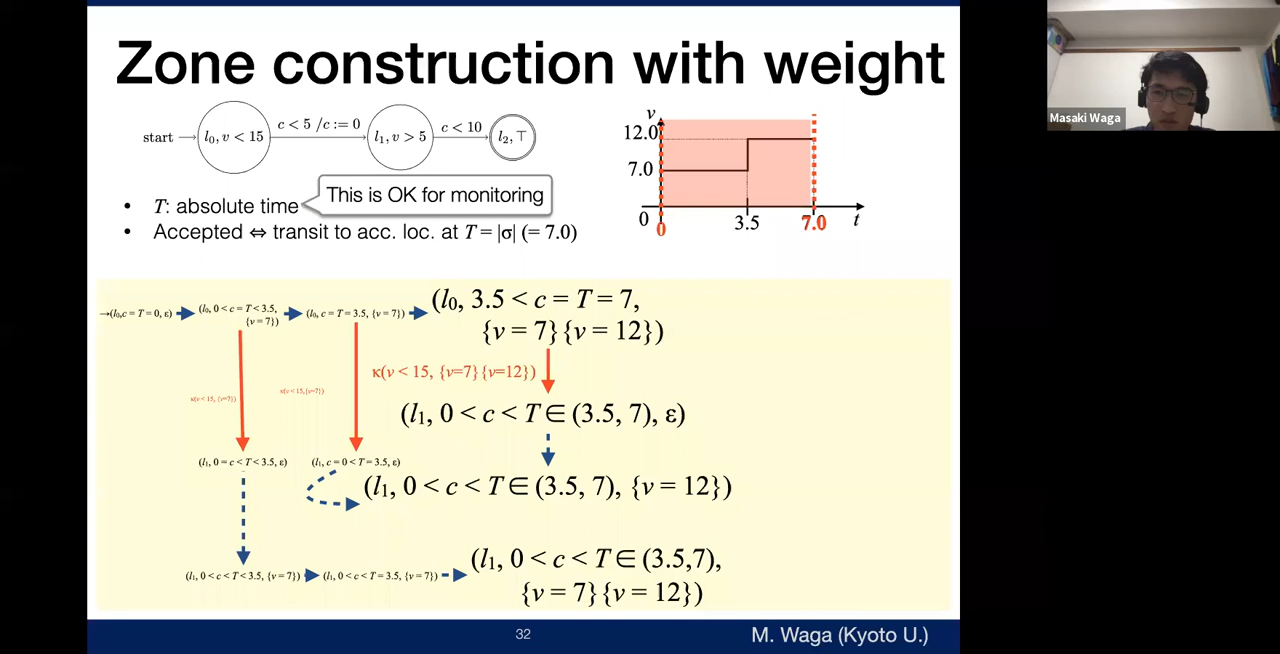 Zone construction with weight
start
l₀, v < 15
c < 5 /c := 0
l₁, v > 5
c < 10
l₂, ⊤
v
12.0
7.0
0
0
3.5
7.0
t
• T: absolute time
This is OK for monitoring
• Accepted ⇔ transit to acc. loc. at T = |σ| (= 7.0)
→(l₀,c = T = 0, ε)
(l₀, 0 < c = T < 3.5,
{v = 7})
(l₀, c = T = 3.5, {v = 7})
(l₀, 3.5 < c = T = 7,
{v = 7}{v = 12})
κ(v < 15, {v=7})
κ(v < 15,{v=7})
κ(v < 15, {v=7}{v=12})
(l₁, 0 < c < T ∈ (3.5, 7), ε)
(l₁, 0 = c < T < 3.5, ε)
(l₁, c = 0 < T = 3.5, ε)
(l₁, 0 < c < T ∈ (3.5, 7), {v = 12})
(l₁, 0 < c < T < 3.5, {v = 7})
(l₁, 0 < c < T = 3.5, {v = 7})
(l₁, 0 < c < T ∈ (3.5,7),
{v = 7}{v = 12})
32
M. Waga (Kyoto U.)
Masaki Waga